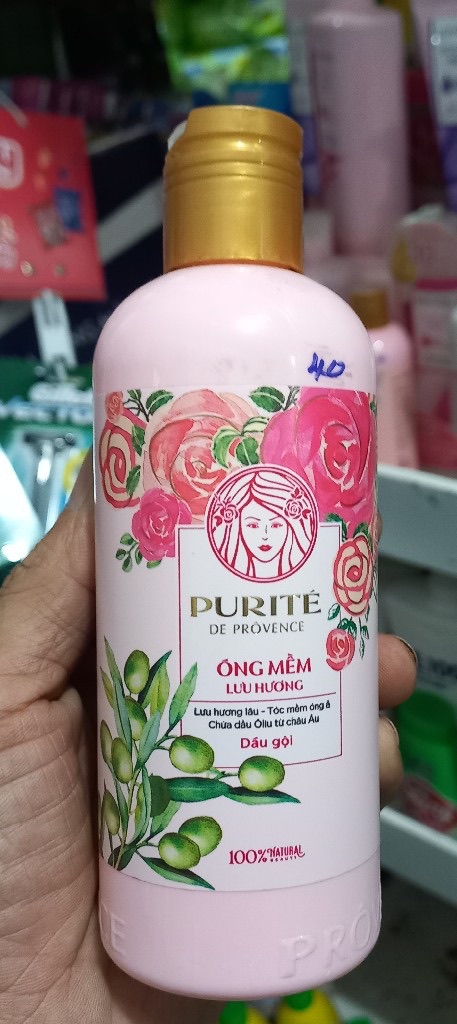 40
PURITÉ
DE PRÔVENCE
ÓNG MỀM
LƯU HƯƠNG
Lưu hương lâu - Tóc mềm óng ả
Chứa dầu Ôliu từ châu Âu
Dầu gội
100% NATURAL
BEAUTY